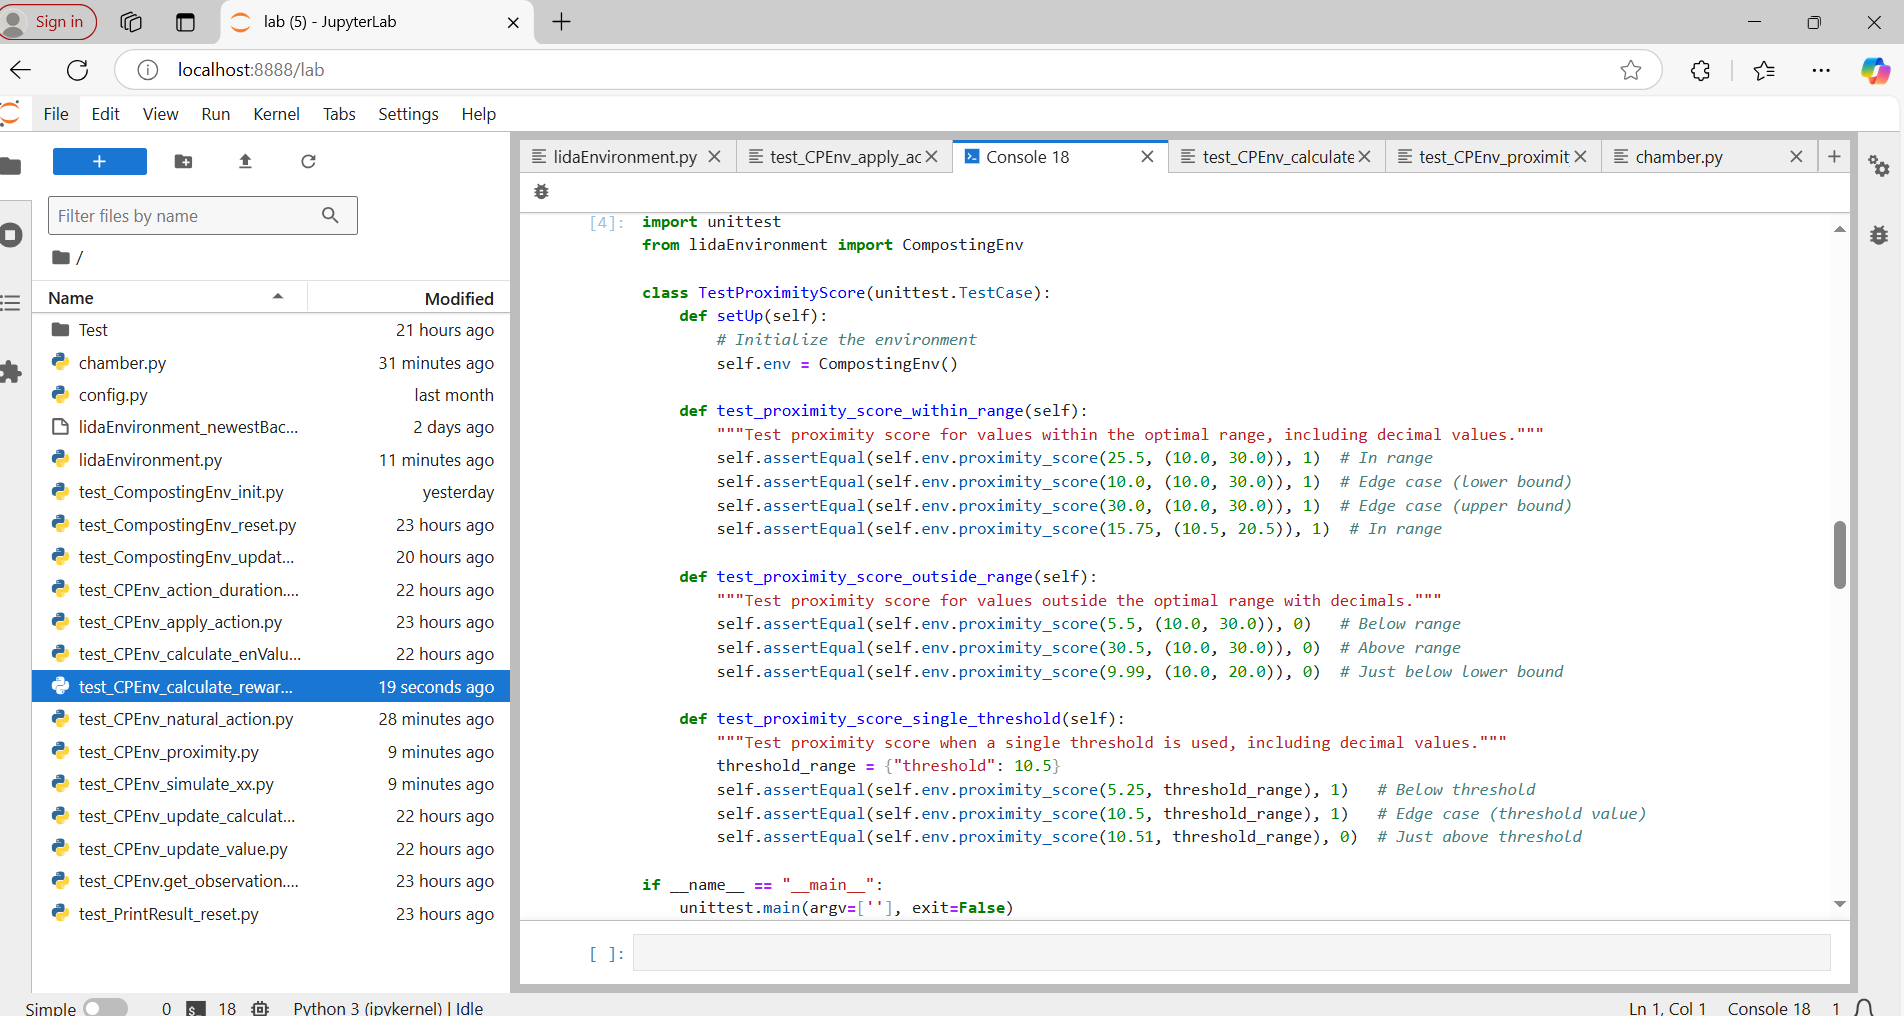 Sign in
lab (5) - JupyterLab
localhost:8888/lab
File Edit View Run Kernel Tabs Settings Help
+
Filter files by name
/
Name Modified
Test 21 hours ago
chamber.py 31 minutes ago
config.py last month
lidaEnvironment_newestBac... 2 days ago
lidaEnvironment.py 11 minutes ago
test_CompostingEnv_init.py yesterday
test_CompostingEnv_reset.py 23 hours ago
test_CompostingEnv_updat... 20 hours ago
test_CPEnv_action_duration.... 22 hours ago
test_CPEnv_apply_action.py 23 hours ago
test_CPEnv_calculate_enValu... 22 hours ago
test_CPEnv_calculate_rewar... 19 seconds ago
test_CPEnv_natural_action.py 28 minutes ago
test_CPEnv_proximity.py 9 minutes ago
test_CPEnv_simulate_xx.py 9 minutes ago
test_CPEnv_update_calculat... 22 hours ago
test_CPEnv_update_value.py 22 hours ago
test_CPEnv.get_observation.... 23 hours ago
test_PrintResult_reset.py 23 hours ago
lidaEnvironment.py test_CPEnv_apply_ac Console 18 test_CPEnv_calculate test_CPEnv_proximit chamber.py
[4]: import unittest
from lidaEnvironment import CompostingEnv
class TestProximityScore(unittest.TestCase):
def setUp(self):
# Initialize the environment
self.env = CompostingEnv()
def test_proximity_score_within_range(self):
"""Test proximity score for values within the optimal range, including decimal values."""
self.assertEqual(self.env.proximity_score(25.5, (10.0, 30.0)), 1) # In range
self.assertEqual(self.env.proximity_score(10.0, (10.0, 30.0)), 1) # Edge case (lower bound)
self.assertEqual(self.env.proximity_score(30.0, (10.0, 30.0)), 1) # Edge case (upper bound)
self.assertEqual(self.env.proximity_score(15.75, (10.5, 20.5)), 1) # In range
def test_proximity_score_outside_range(self):
"""Test proximity score for values outside the optimal range with decimals."""
self.assertEqual(self.env.proximity_score(5.5, (10.0, 30.0)), 0) # Below range
self.assertEqual(self.env.proximity_score(30.5, (10.0, 30.0)), 0) # Above range
self.assertEqual(self.env.proximity_score(9.99, (10.0, 20.0)), 0) # Just below lower bound
def test_proximity_score_single_threshold(self):
"""Test proximity score when a single threshold is used, including decimal values."""
threshold_range = {"threshold": 10.5}
self.assertEqual(self.env.proximity_score(5.25, threshold_range), 1) # Below threshold
self.assertEqual(self.env.proximity_score(10.5, threshold_range), 1) # Edge case (threshold value)
self.assertEqual(self.env.proximity_score(10.51, threshold_range), 0) # Just above threshold
if __name__ == "__main__":
unittest.main(argv=[''], exit=False)
[ ]:
Simple 0 18 Python 3 (ipykernel) | Idle Ln 1, Col 1 Console 18 1